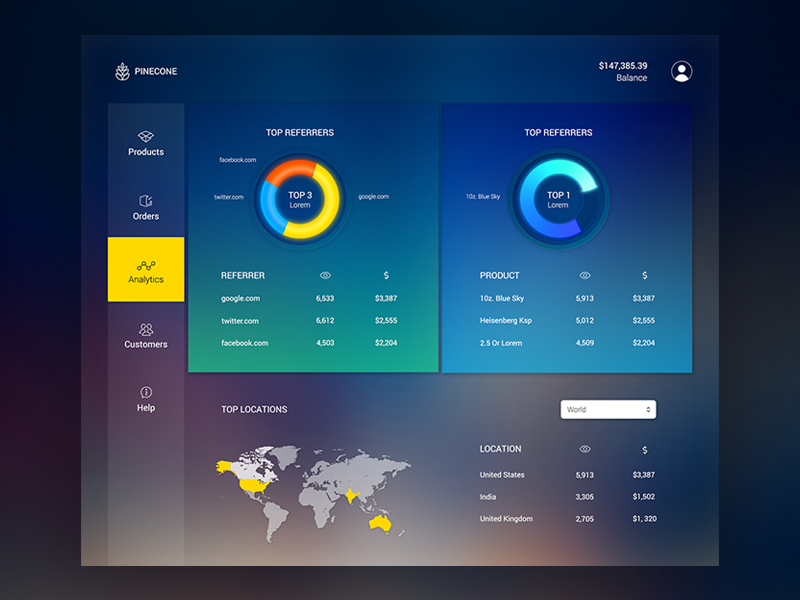 PINECONE
$147,385.39
Balance
Products
Orders
Analytics
Customers
Help
TOP REFERRERS
facebook.com
twitter.com
google.com
TOP 3
Lorem
REFERRER $
google.com 6,533 $3,387
twitter.com 6,612 $2,555
facebook.com 4,503 $2,204
TOP REFERRERS
10z. Blue Sky
TOP 1
Lorem
PRODUCT $
10z. Blue Sky 5,913 $3,387
Heisenberg Ksp 5,012 $2,555
2.5 Or Lorem 4,509 $2,204
TOP LOCATIONS
World
LOCATION $
United States 5,913 $3,387
India 3,305 $1,502
United Kingdom 2,705 $1, 320